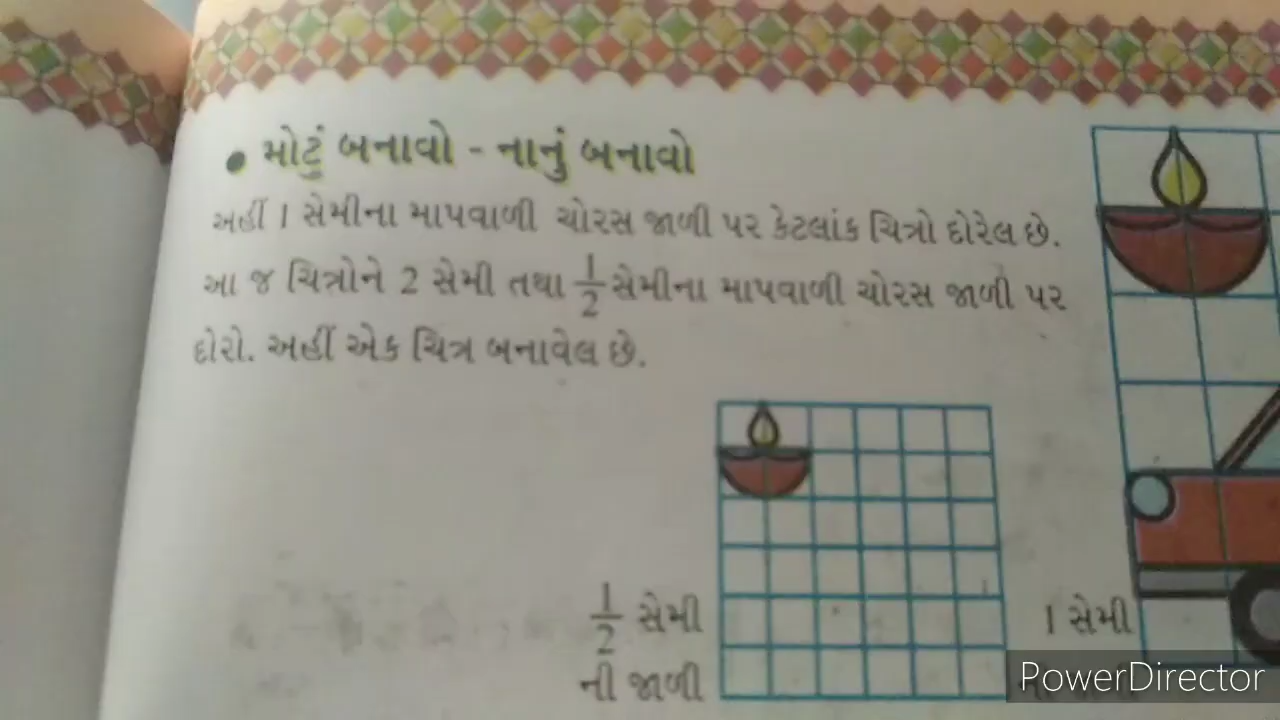 • મોટું બનાવો - નાનું બનાવો
અહીં 1 સેમીના માપવાળી ચોરસ જાળી પર કેટલાંક ચિત્રો દોરેલ છે.
આ જ ચિત્રોને 2 સેમી તથા 1/2 સેમીના માપવાળી ચોરસ જાળી પર
દોરો. અહીં એક ચિત્ર બનાવેલ છે.
1/2 સેમી
ની જાળી
1 સેમી
PowerDirector